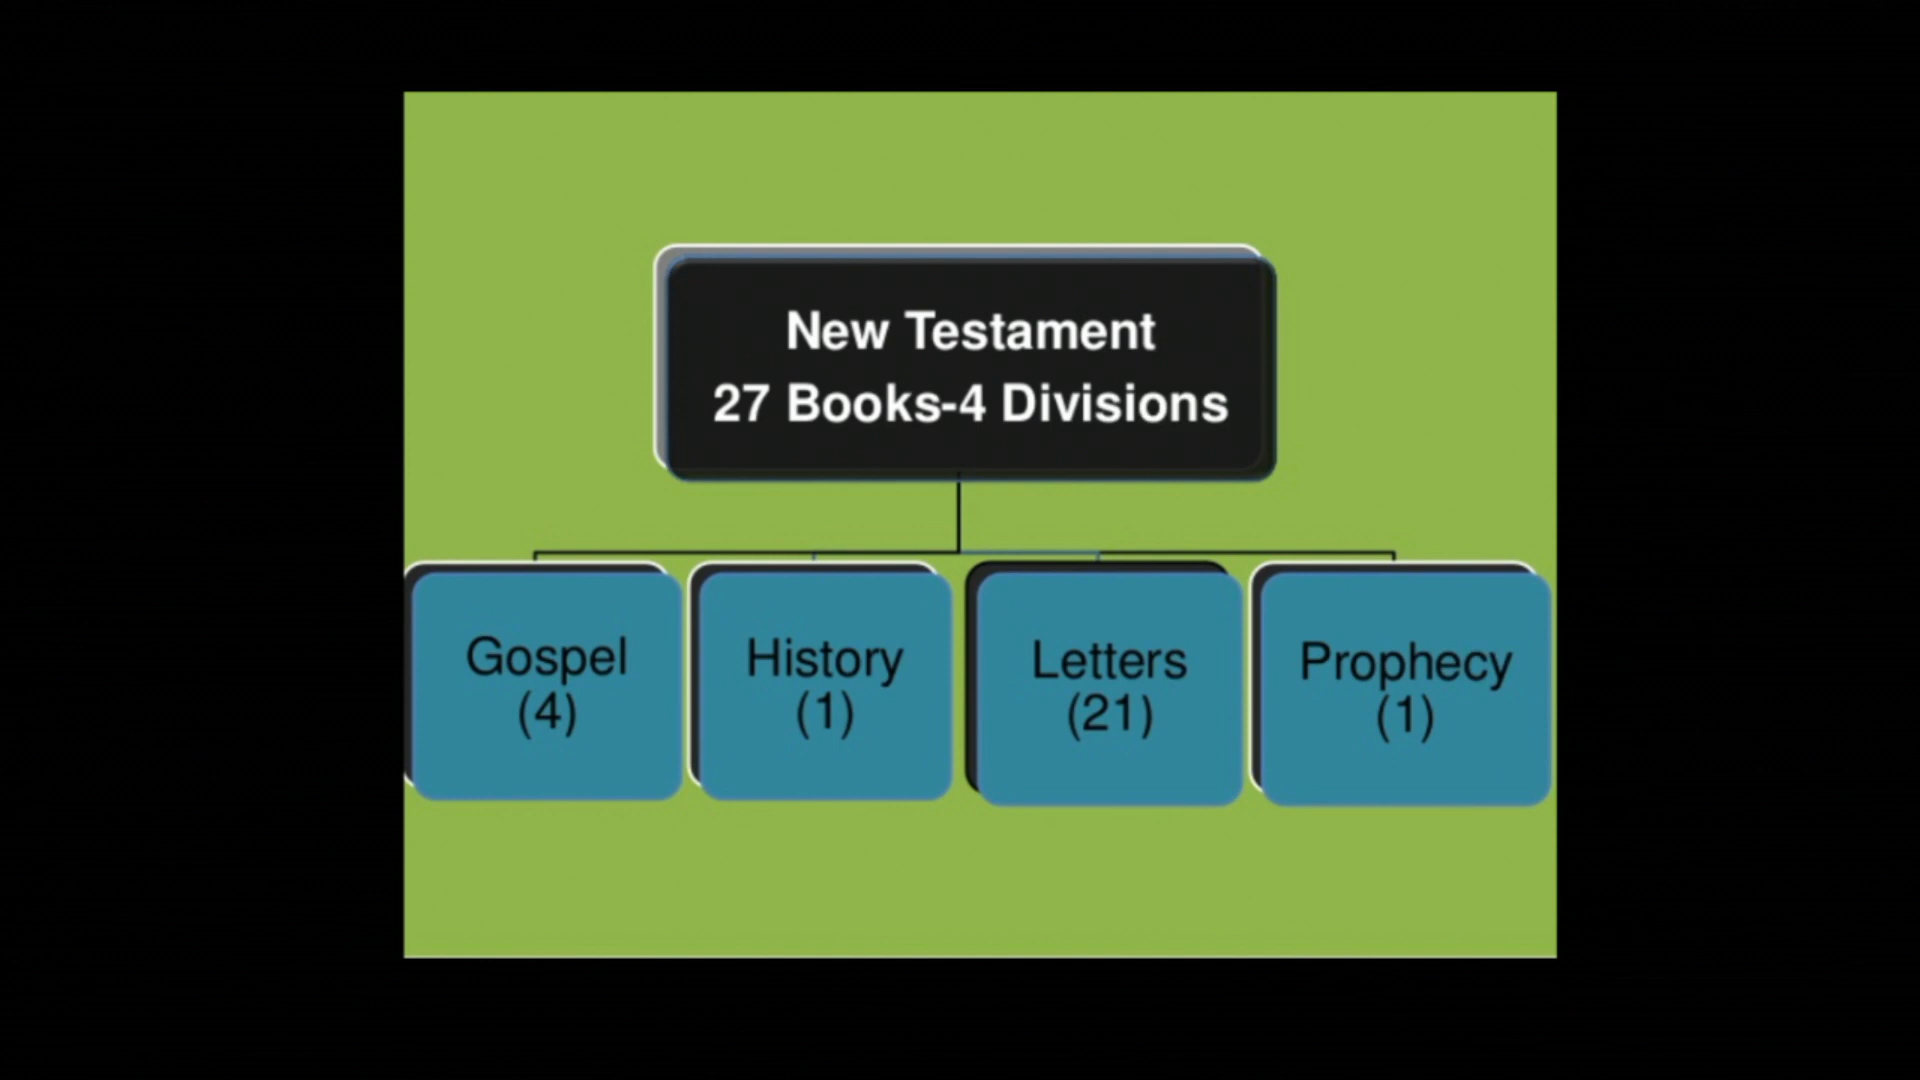 New Testament
27 Books-4 Divisions
Gospel
(4)
History
(1)
Letters
(21)
Prophecy
(1)